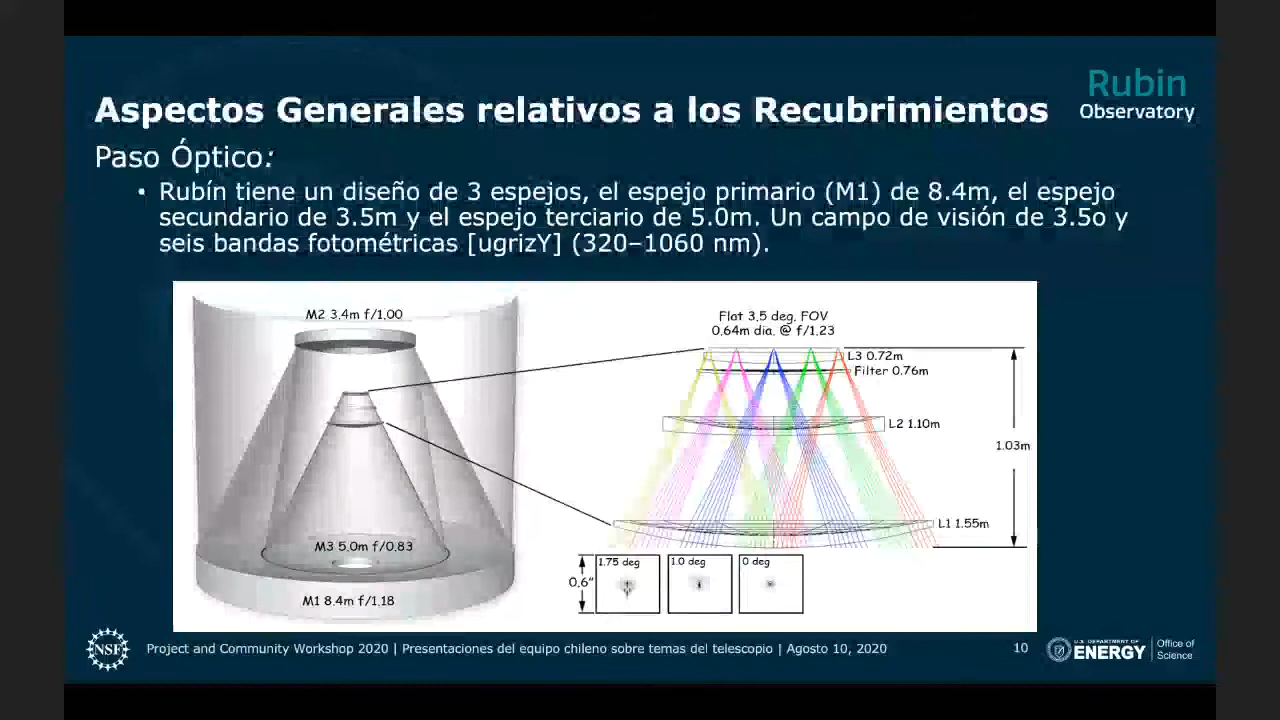 Rubin
Observatory
Aspectos Generales relativos a los Recubrimientos
Paso Óptico:
• Rubín tiene un diseño de 3 espejos, el espejo primario (M1) de 8.4m, el espejo
secundario de 3.5m y el espejo terciario de 5.0m. Un campo de visión de 3.5o y
seis bandas fotométricas [ugrizY] (320–1060 nm).
M2 3.4m f/1.00
M3 5.0m f/0.83
M1 8.4m f/1.18
Flat 3.5 deg. FOV
0.64m dia. @ f/1.23
L3 0.72m
Filter 0.76m
L2 1.10m
1.03m
L1 1.55m
0.6"
1.75 deg
1.0 deg
0 deg
NSF
Project and Community Workshop 2020 | Presentaciones del equipo chileno sobre temas del telescopio | Agosto 10, 2020
10
U.S. DEPARTMENT OF
ENERGY
Office of
Science